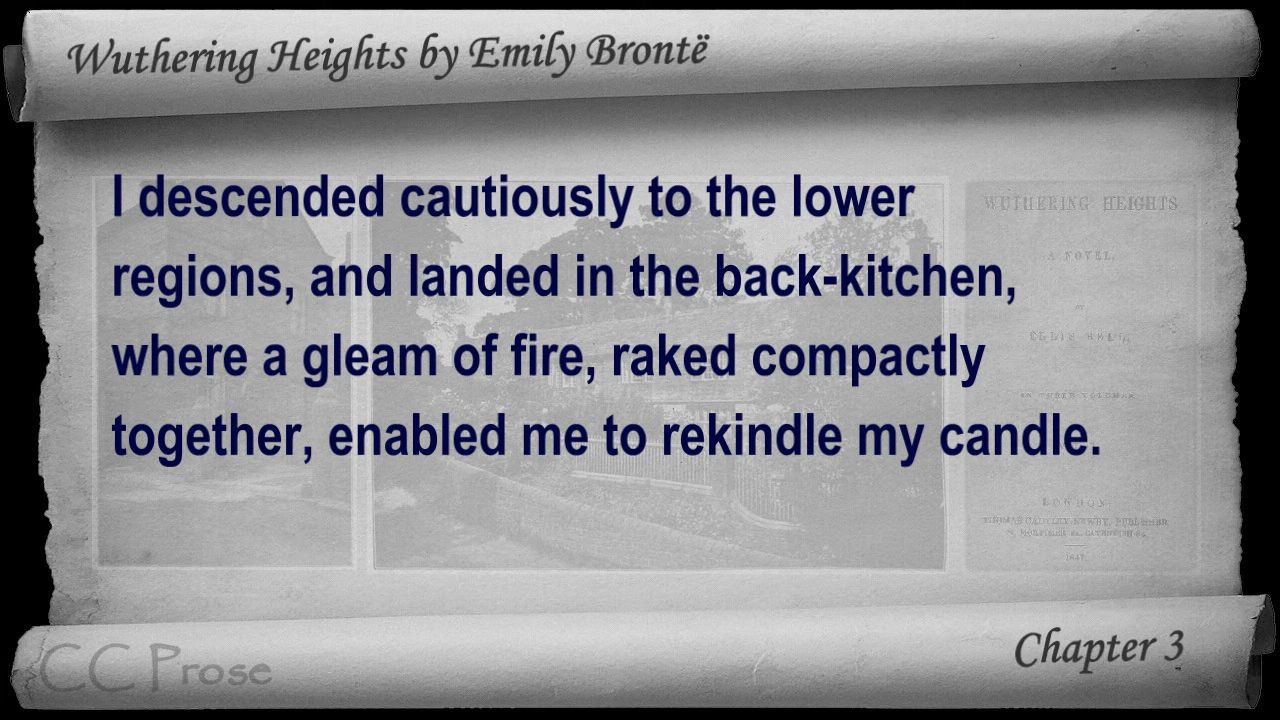 Wuthering Heights by Emily Brontë
I descended cautiously to the lower
regions, and landed in the back-kitchen,
where a gleam of fire, raked compactly
together, enabled me to rekindle my candle.
WUTHERING HEIGHTS
A NOVEL,
LONDON
1847.
CC Prose
Chapter 3